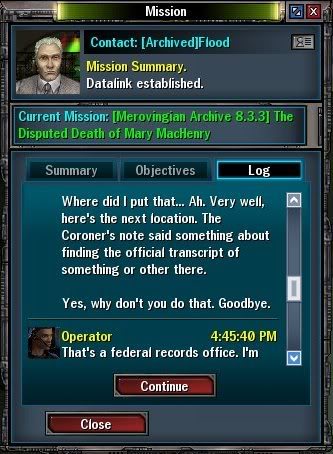 Mission
Contact: [Archived]Flood
Mission Summary.
Datalink established.
Current Mission: [Merovingian Archive 8.3.3] The
Disputed Death of Mary MacHenry
Summary
Objectives
Log
Where did I put that... Ah. Very well,
here's the next location. The
Coroner's note said something about
finding the official transcript of
something or other there.
Yes, why don't you do that. Goodbye.
Operator 4:45:40 PM
That's a federal records office. I'm
Continue
Close